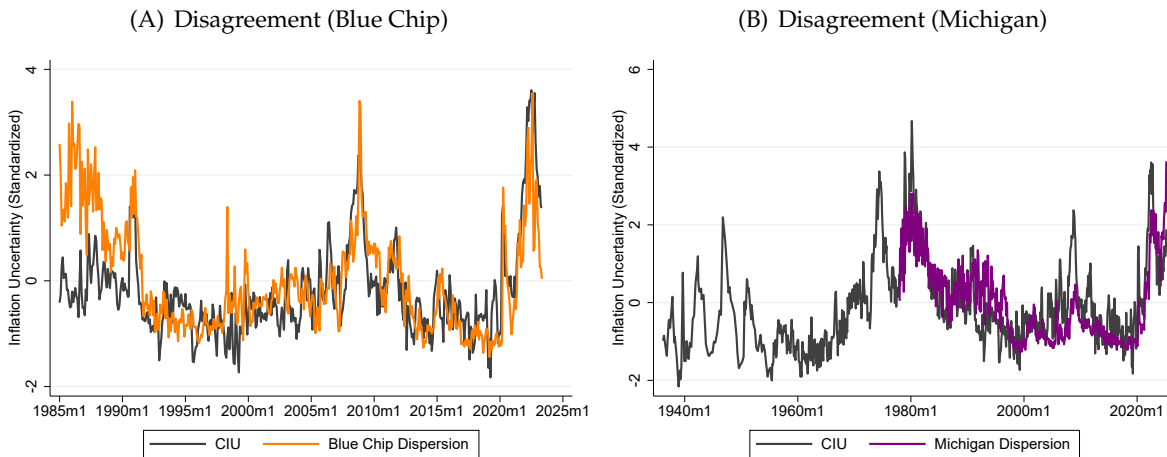 (A) Disagreement (Blue Chip)
Inflation Uncertainty (Standardized)
4
2
0
-2
1985m1 1990m1 1995m1 2000m1 2005m1 2010m1 2015m1 2020m1 2025m1
CIU Blue Chip Dispersion
(B) Disagreement (Michigan)
Inflation Uncertainty (Standardized)
6
4
2
0
-2
1940m1 1960m1 1980m1 2000m1 2020m1
CIU Michigan Dispersion